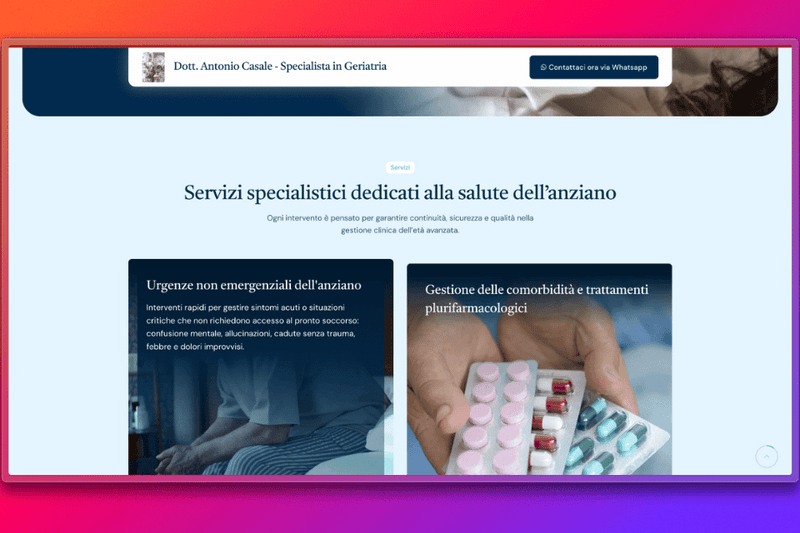 Dott. Antonio Casale - Specialista in Geriatria
Contattaci ora via Whatsapp
Servizi
Servizi specialistici dedicati alla salute dell'anziano
Ogni intervento è pensato per garantire continuità, sicurezza e qualità nella
gestione clinica dell'età avanzata.
Urgenze non emergenziali dell'anziano
Interventi rapidi per gestire sintomi acuti o situazioni
critiche che non richiedono accesso al pronto soccorso:
confusione mentale, allucinazioni, cadute senza trauma,
febbre e dolori improvvisi.
Gestione delle comorbidità e trattamenti
plurifarmacologici